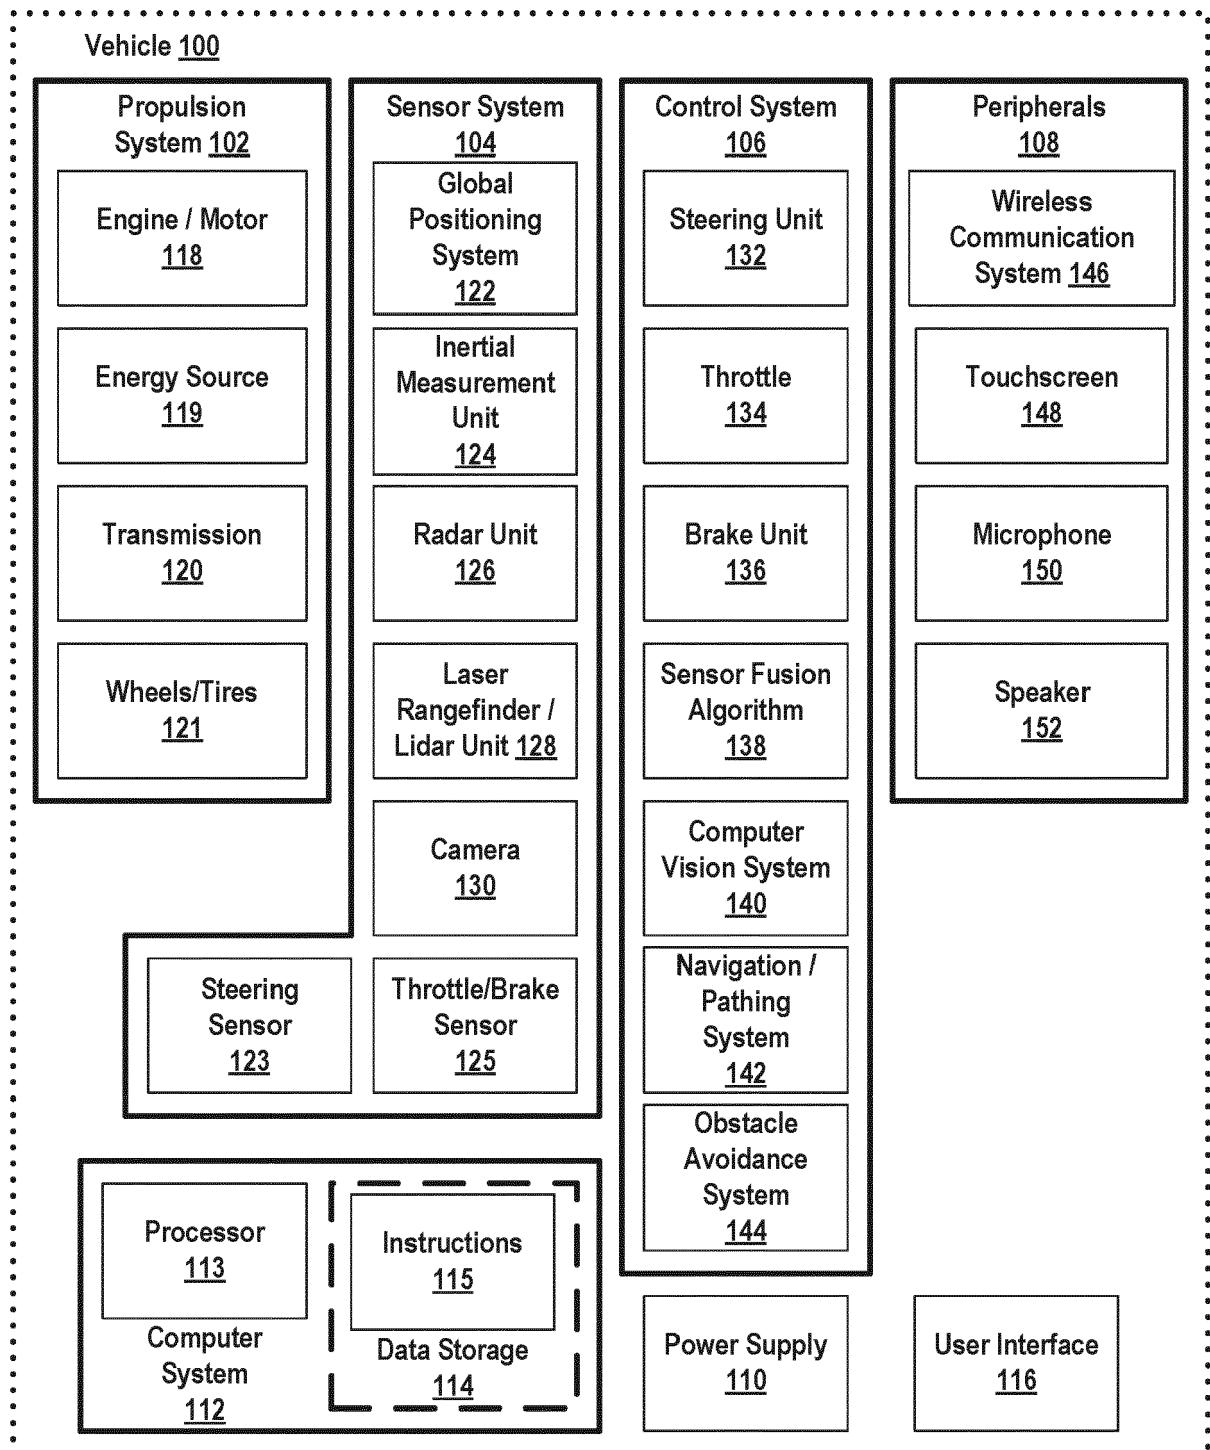 Vehicle 100
Propulsion
System 102
Engine / Motor
118
Energy Source
119
Transmission
120
Wheels/Tires
121
Sensor System
104
Global
Positioning
System
122
Inertial
Measurement
Unit
124
Radar Unit
126
Laser
Rangefinder /
Lidar Unit 128
Camera
130
Steering
Sensor
123
Throttle/Brake
Sensor
125
Control System
106
Steering Unit
132
Throttle
134
Brake Unit
136
Sensor Fusion
Algorithm
138
Computer
Vision System
140
Navigation /
Pathing
System
142
Obstacle
Avoidance
System
144
Peripherals
108
Wireless
Communication
System 146
Touchscreen
148
Microphone
150
Speaker
152
Processor
113
Computer
System
112
Instructions
115
Data Storage
114
Power Supply
110
User Interface
116